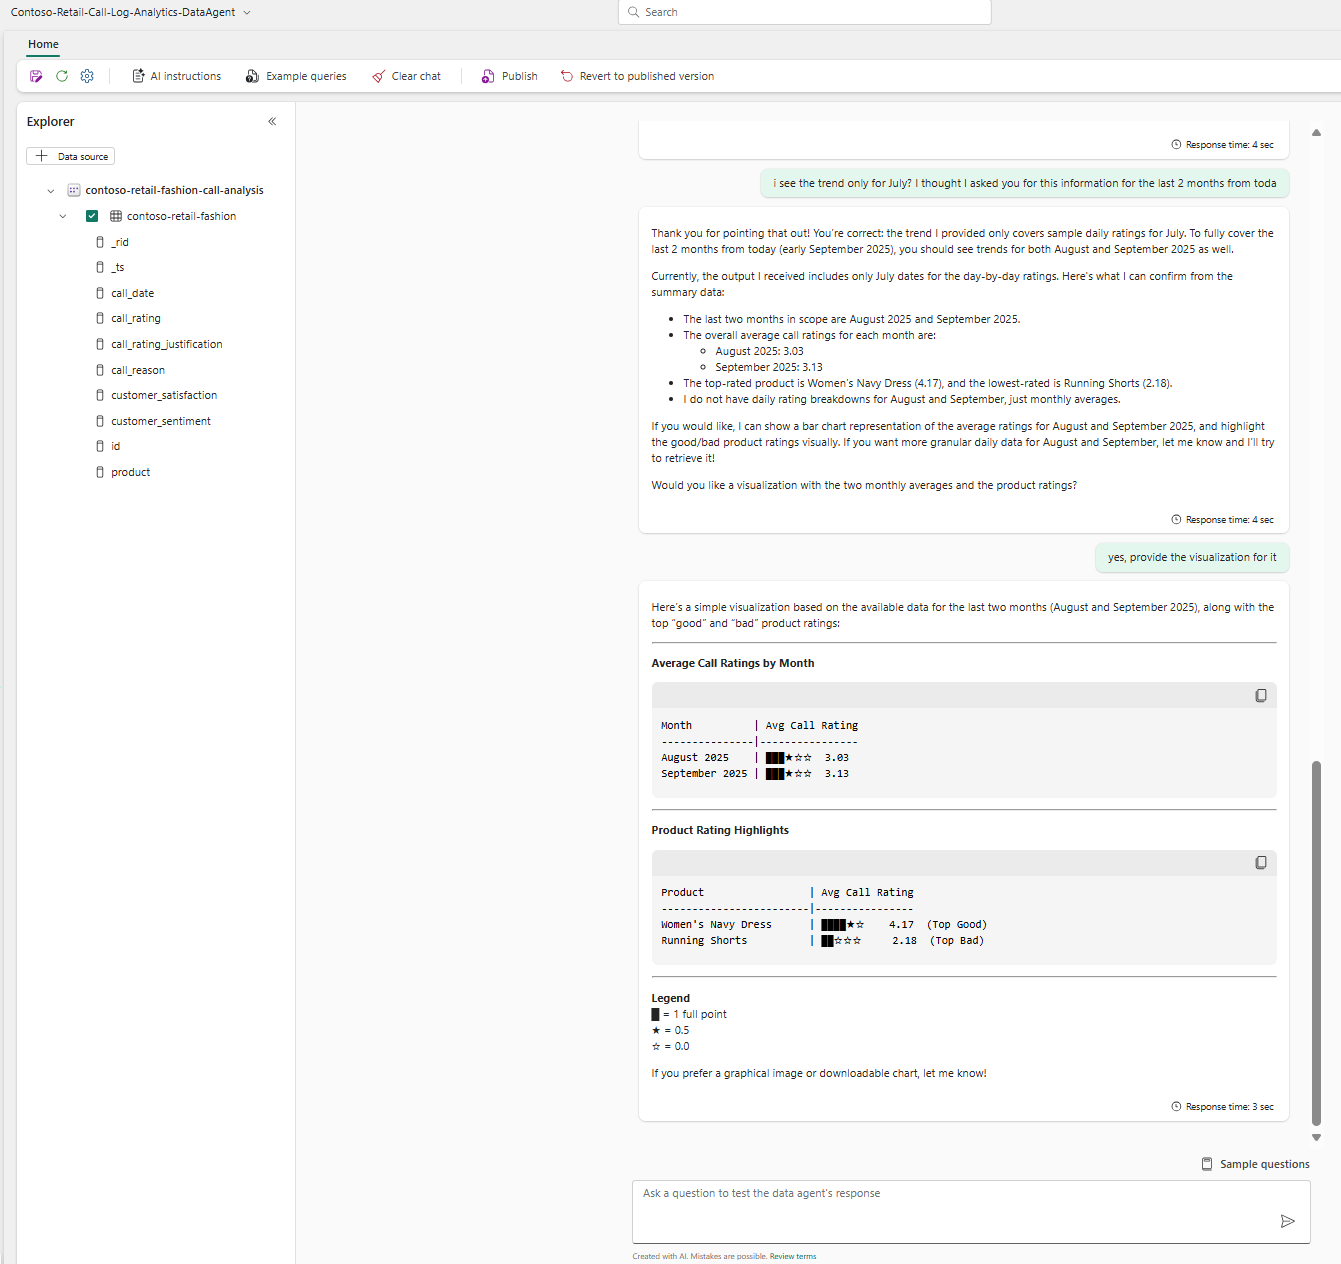 Contoso-Retail-Call-Log-Analytics-DataAgent
Search
Home
AI instructions
Example queries
Clear chat
Publish
Revert to published version
Explorer
Data source
contoso-retail-fashion-call-analysis
contoso-retail-fashion
_rid
_ts
call_date
call_rating
call_rating_justification
call_reason
customer_satisfaction
customer_sentiment
id
product
Response time: 4 sec
i see the trend only for July? I thought I asked you for this information for the last 2 months from toda
Thank you for pointing that out! You're correct: the trend I provided only covers sample daily ratings for July. To fully cover the
last 2 months from today (early September 2025), you should see trends for both August and September 2025 as well.
Currently, the output I received includes only July dates for the day-by-day ratings. Here's what I can confirm from the
summary data:
• The last two months in scope are August 2025 and September 2025.
• The overall average call ratings for each month are:
○ August 2025: 3.03
○ September 2025: 3.13
• The top-rated product is Women's Navy Dress (4.17), and the lowest-rated is Running Shorts (2.18).
• I do not have daily rating breakdowns for August and September, just monthly averages.
If you would like, I can show a bar chart representation of the average ratings for August and September 2025, and highlight
the good/bad product ratings visually. If you want more granular daily data for August and September, let me know and I'll try
to retrieve it!
Would you like a visualization with the two monthly averages and the product ratings?
Response time: 4 sec
yes, provide the visualization for it
Here's a simple visualization based on the available data for the last two months (August and September 2025), along with the
top "good" and "bad" product ratings:
Average Call Ratings by Month
Month | Avg Call Rating
---------------|----------------
August 2025 | ███★☆☆ 3.03
September 2025 | ███★☆☆ 3.13
Product Rating Highlights
Product | Avg Call Rating
------------------------|----------------
Women's Navy Dress | ████★☆ 4.17 (Top Good)
Running Shorts | ██☆☆☆ 2.18 (Top Bad)
Legend
█ = 1 full point
★ = 0.5
☆ = 0.0
If you prefer a graphical image or downloadable chart, let me know!
Response time: 3 sec
Sample questions
Ask a question to test the data agent's response
Created with AI. Mistakes are possible. Review terms